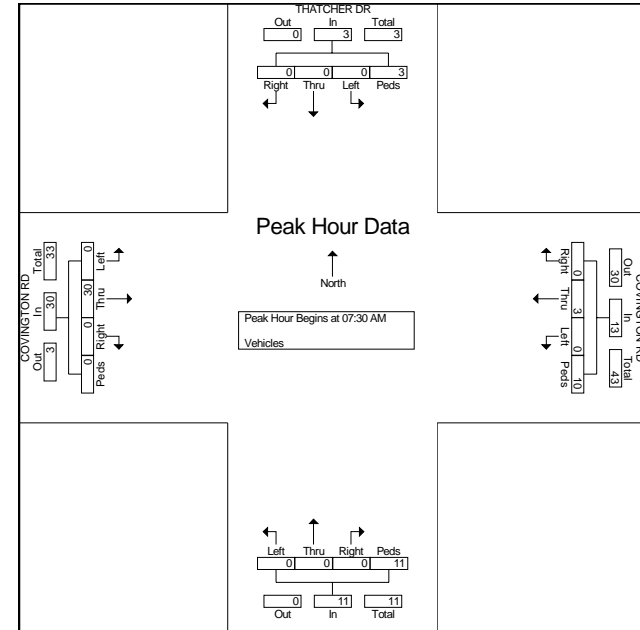 THATCHER DR
Out In Total
0 3 3
0 0 0 3
Right Thru Left Peds
Peak Hour Data
North
Peak Hour Begins at 07:30 AM
Vehicles
COVINGTON RD
Total In Out
33 30 3
0 30 0 0
Left Thru Right Peds
Right Thru Left Peds
0 3 0 10
30 13 43
Out In Total
COVINGTON RD
Left Thru Right Peds
0 0 0 11
0 11 11
Out In Total